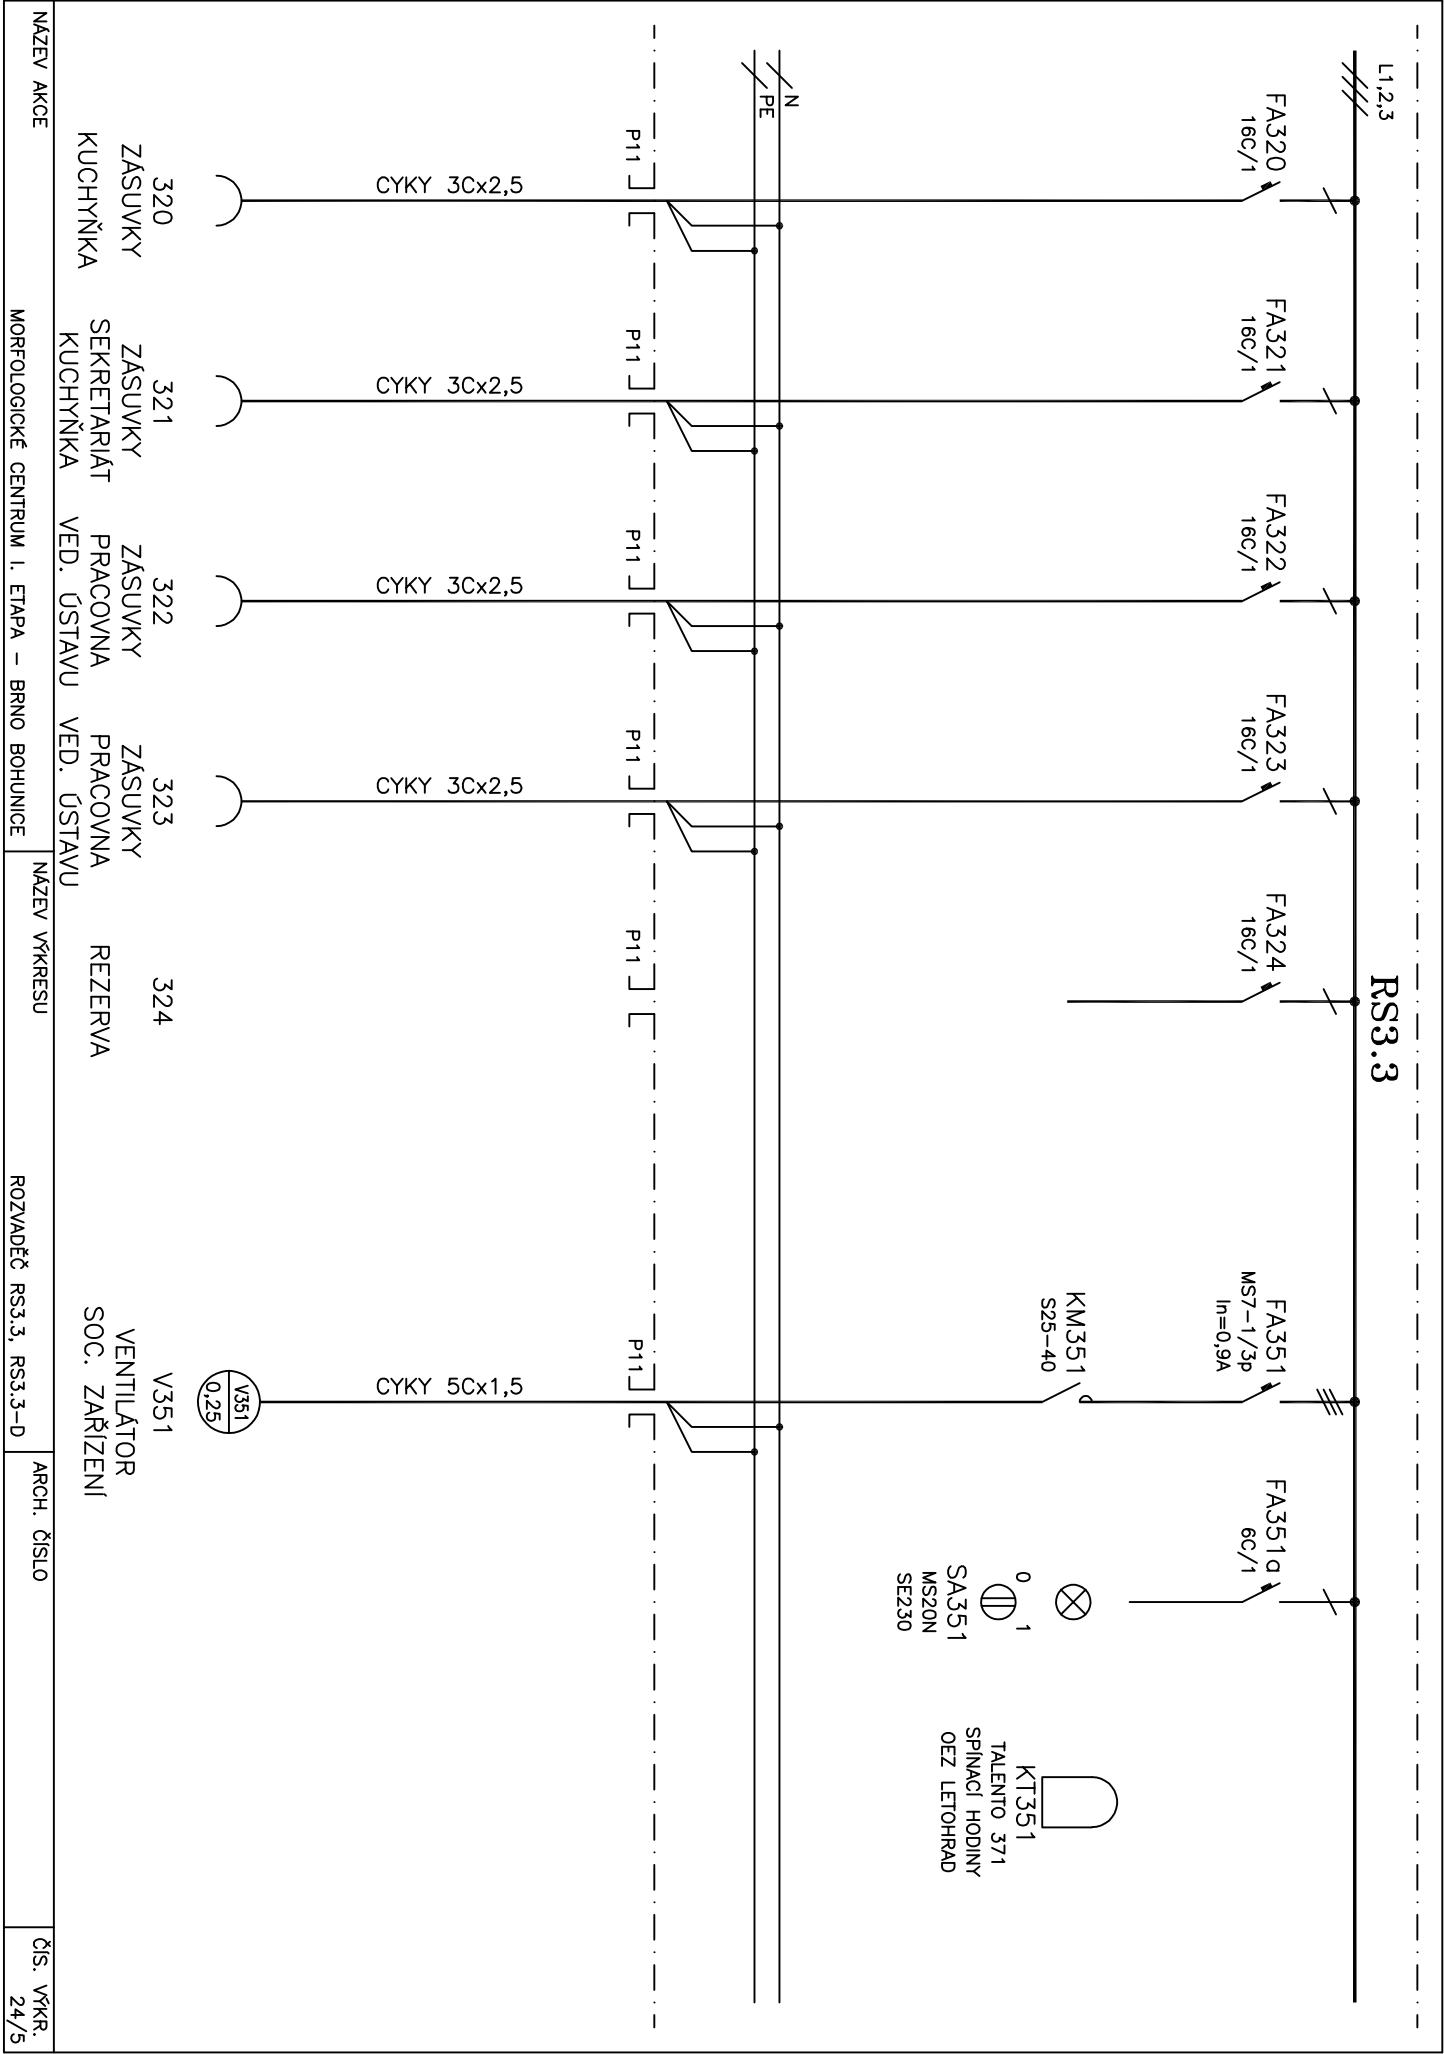 RS3.3
L1,2,3
FA320
16C/1
FA321
16C/1
FA322
16C/1
FA323
16C/1
FA324
16C/1
FA351
MS7-1/3p
In=0,9A
FA351a
6C/1
KM351
S25-40
0 1
SA351
MS20N
SE230
KT351
TALENTO 371
SPÍNACÍ HODINY
OEZ LETOHRAD
N
PE
P11
P11
P11
P11
P11
P11
CYKY 3Cx2,5
CYKY 3Cx2,5
CYKY 3Cx2,5
CYKY 3Cx2,5
CYKY 5Cx1,5
V351
0,25
320
ZÁSUVKY
KUCHYŇKA
321
ZÁSUVKY
SEKRETARIÁT
KUCHYŇKA
322
ZÁSUVKY
PRACOVNA
VED. ÚSTAVU
323
ZÁSUVKY
PRACOVNA
VED. ÚSTAVU
324
REZERVA
V351
VENTILÁTOR
SOC. ZAŘÍZENÍ
NÁZEV AKCE
MORFOLOGICKÉ CENTRUM I. ETAPA - BRNO BOHUNICE
NÁZEV VÝKRESU
ROZVADĚČ RS3.3, RS3.3-D
ARCH. ČÍSLO
ČÍS. VÝKR.
24/5